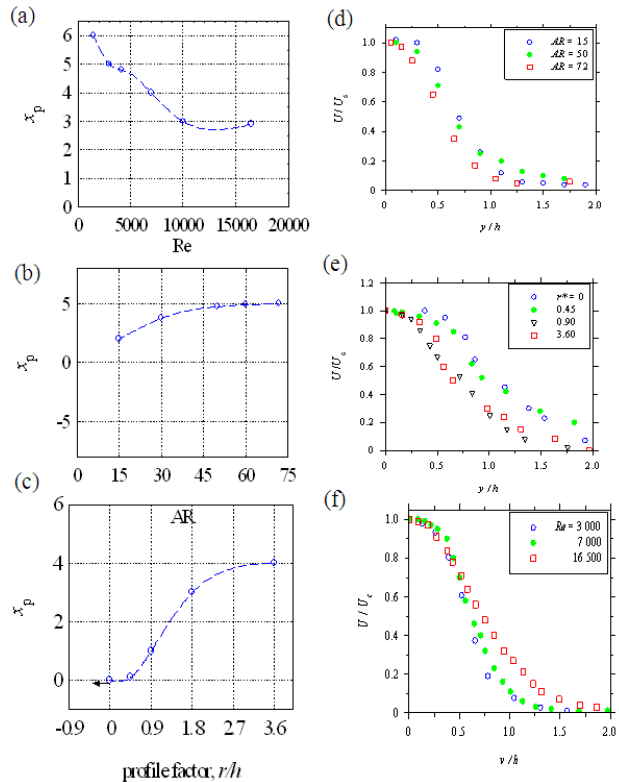 (a)
6
5
4
3
2
1
0
x_p
0 5000 10000 15000 20000
Re
(b)
5
0
-5
x_p
0 15 30 45 60 75
(c)
AR
6
4
2
0
x_p
-0.9 0 0.9 1.8 2.7 3.6
profile factor, r/h
(d)
1.0
0.8
0.6
0.4
0.2
0
U/U_c
AR = 15
AR = 50
AR = 72
0 0.5 1.0 1.5 2.0
y/h
(e)
1.2
1.0
0.8
0.6
0.4
0.2
0
U/U_c
r* = 0
0.45
0.90
3.60
0 0.5 1.0 1.5 2.0
y/h
(f)
1.0
0.8
0.6
0.4
0.2
0
U / U_c
Re = 3 000
7 000
16 500
0 0.5 1.0 1.5 2.0
y/h